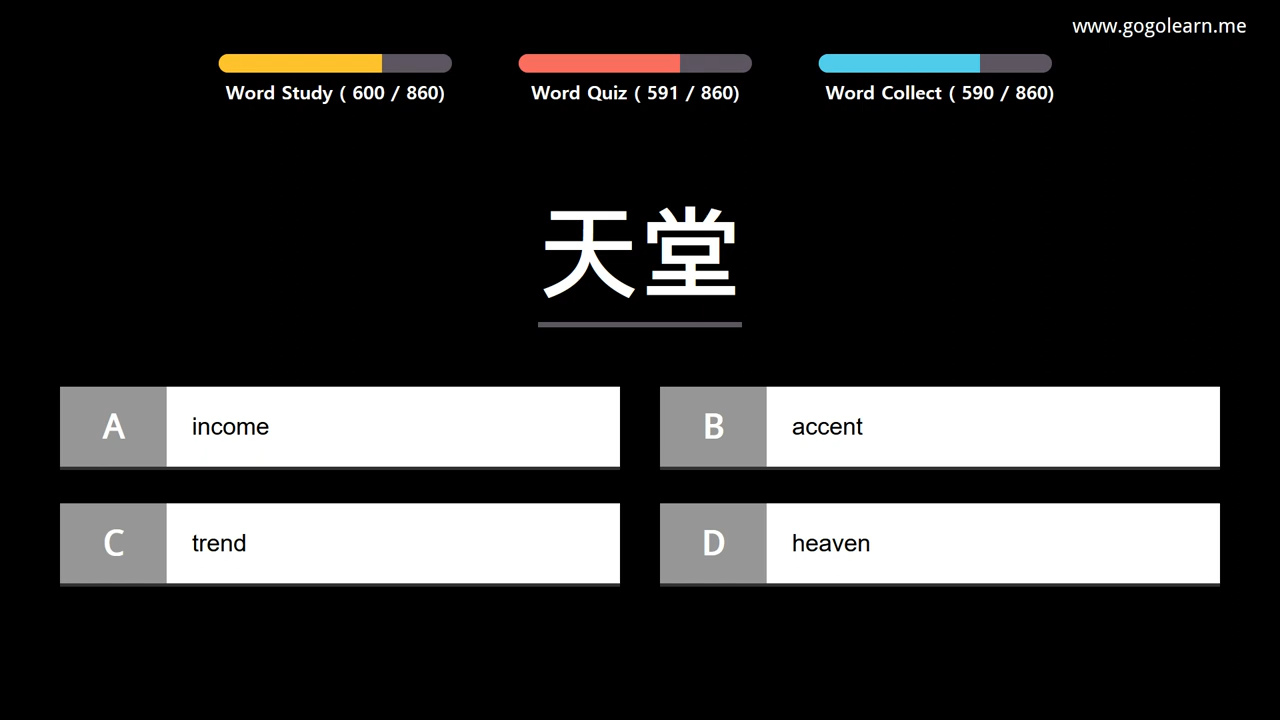 www.gogolearn.me
Word Study ( 600 / 860)
Word Quiz ( 591 / 860)
Word Collect ( 590 / 860)
天堂
A income
B accent
C trend
D heaven